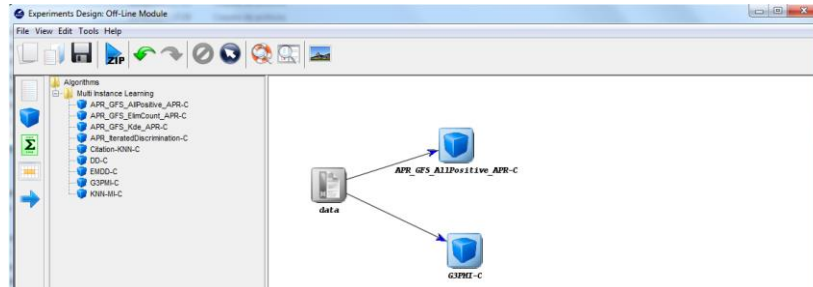 Experiments Design: Off-Line Module
File View Edit Tools Help
ZIP
Algorithms
Multi Instance Learning
APR_GFS_AllPositive_APR-C
APR_GFS_ElimCount_APR-C
APR_GFS_Kde_APR-C
APR_IteratedDiscrimination-C
Citation-KNN-C
DD-C
EMDD-C
G3PMI-C
KNN-MI-C
Σ
APR_GFS_AllPositive_APR-C
data
G3PMI-C